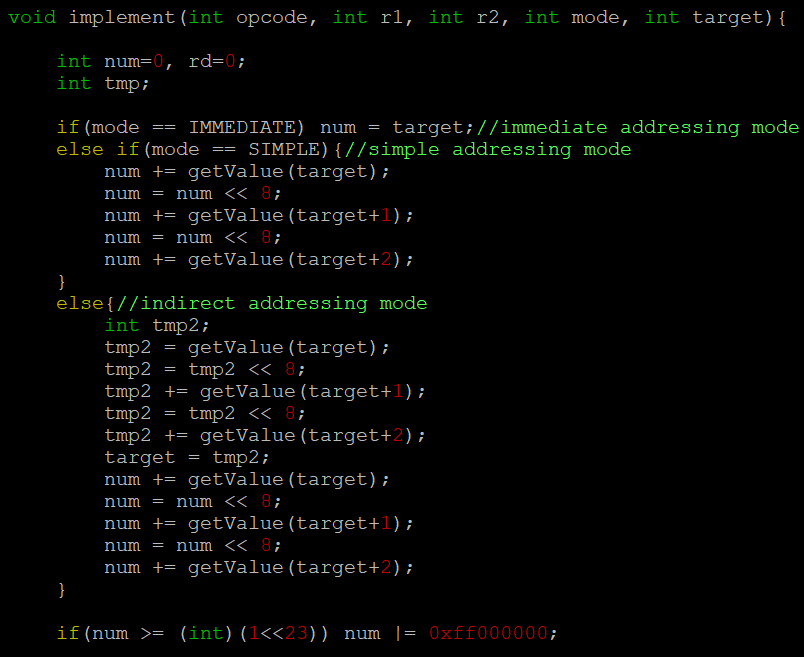 void implement(int opcode, int r1, int r2, int mode, int target){
    int num=0, rd=0;
    int tmp;
    if(mode == IMMEDIATE) num = target;//immediate addressing mode
    else if(mode == SIMPLE){//simple addressing mode
        num += getValue(target);
        num = num << 8;
        num += getValue(target+1);
        num = num << 8;
        num += getValue(target+2);
    }
    else{//indirect addressing mode
        int tmp2;
        tmp2 = getValue(target);
        tmp2 = tmp2 << 8;
        tmp2 += getValue(target+1);
        tmp2 = tmp2 << 8;
        tmp2 += getValue(target+2);
        target = tmp2;
        num += getValue(target);
        num = num << 8;
        num += getValue(target+1);
        num = num << 8;
        num += getValue(target+2);
    }
    if(num >= (int)(1<<23)) num |= 0xff000000;